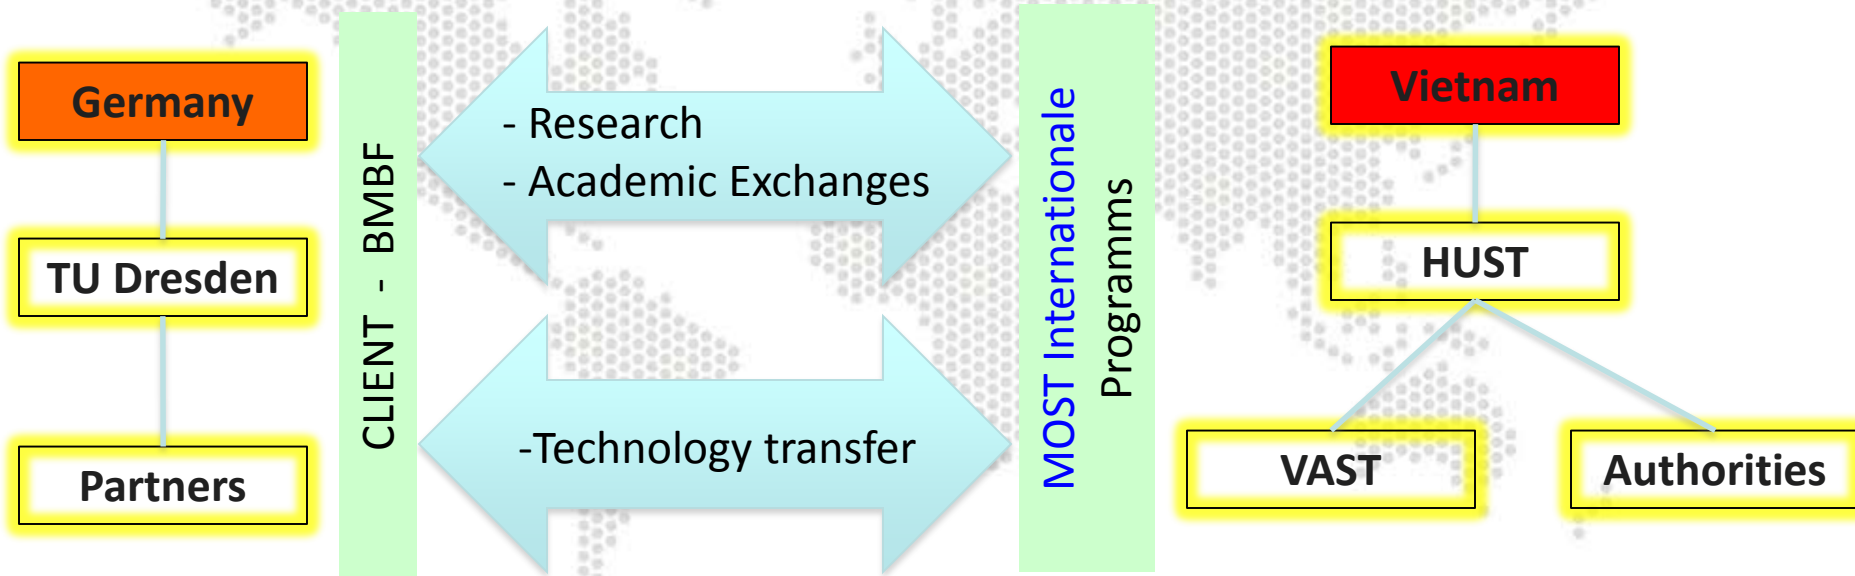 Germany
TU Dresden
Partners
CLIENT - BMBF
- Research
- Academic Exchanges
-Technology transfer
MOST Internationale
Programms
Vietnam
HUST
VAST
Authorities